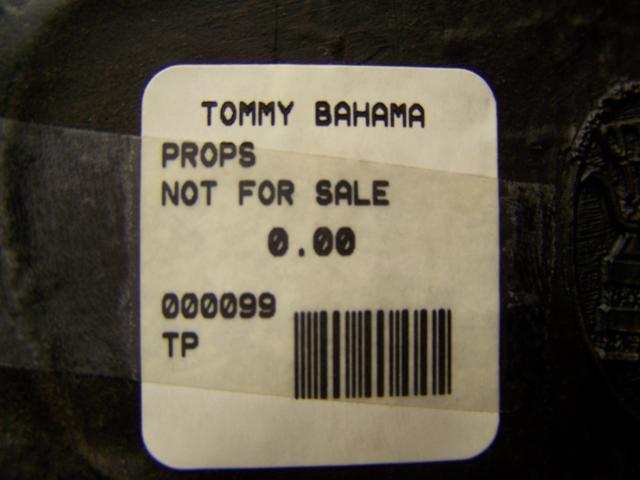 TOMMY BAHAMA
PROPS
NOT FOR SALE
0.00
000099
TP